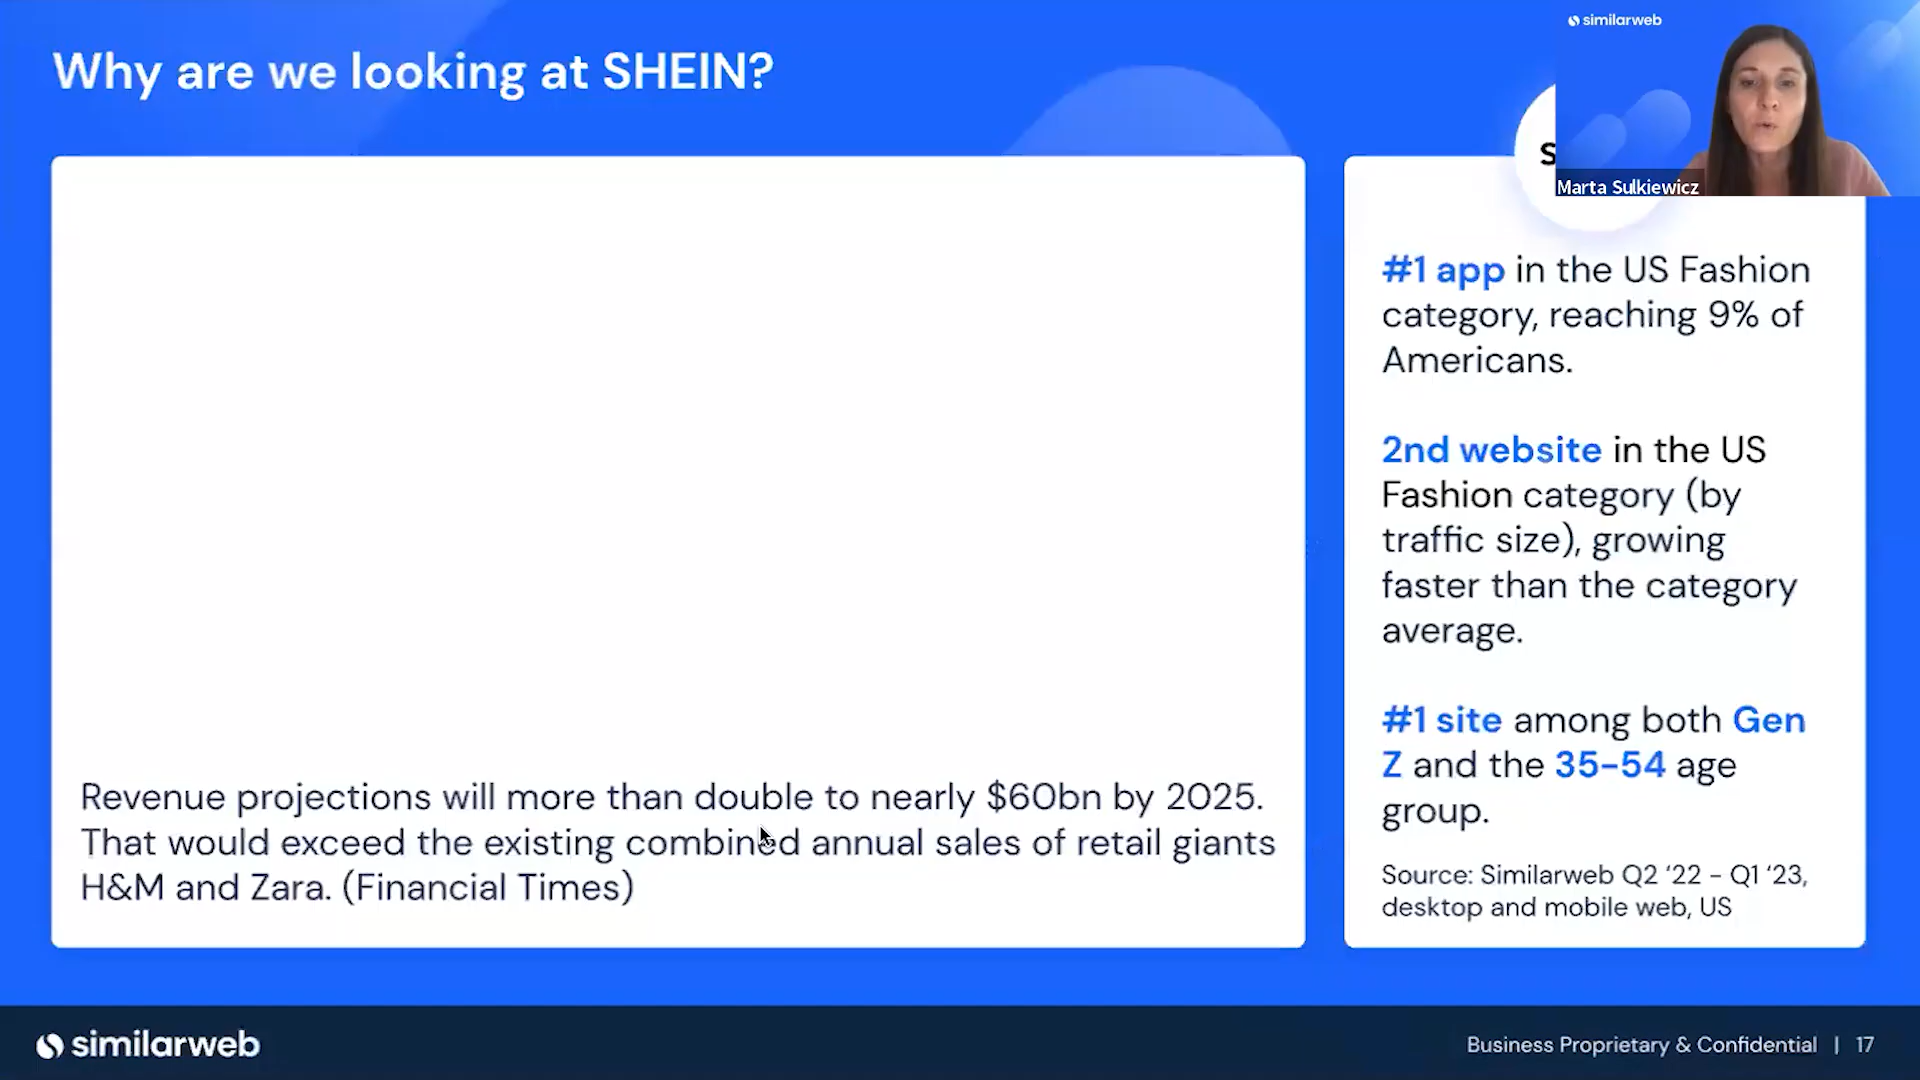 Why are we looking at SHEIN?
similarweb
Marta Sulkiewicz
S
#1 app in the US Fashion
category, reaching 9% of
Americans.
2nd website in the US
Fashion category (by
traffic size), growing
faster than the category
average.
#1 site among both Gen
Z and the 35-54 age
group.
Source: Similarweb Q2 ‘22 - Q1 ‘23,
desktop and mobile web, US
Revenue projections will more than double to nearly $60bn by 2025.
That would exceed the existing combined annual sales of retail giants
H&M and Zara. (Financial Times)
similarweb
Business Proprietary & Confidential | 17